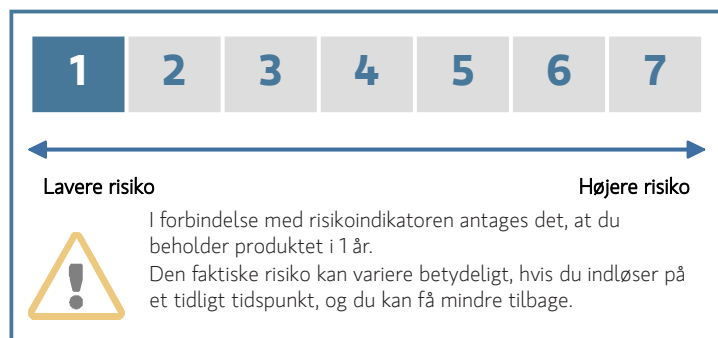 1 2 3 4 5 6 7
Lavere risiko Højere risiko
I forbindelse med risikoindikatoren antages det, at du
beholder produktet i 1 år.
Den faktiske risiko kan variere betydeligt, hvis du indløser på
et tidligt tidspunkt, og du kan få mindre tilbage.